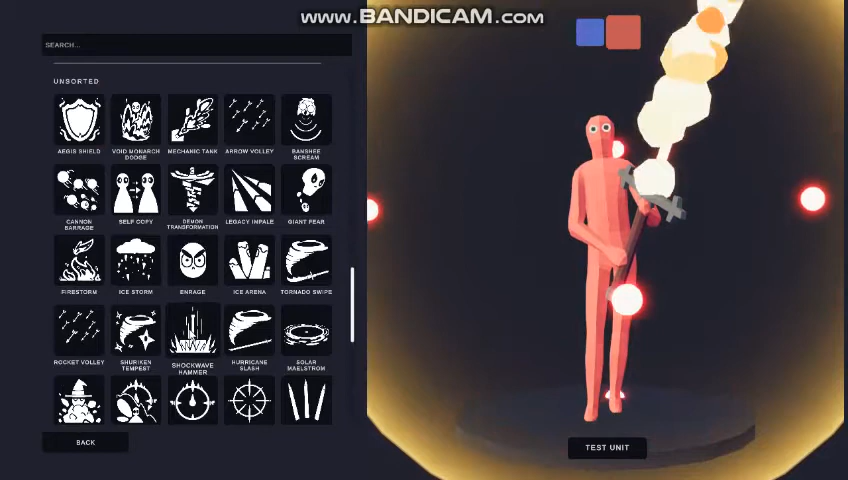 WWW.BANDICAM.COM
SEARCH...
UNSORTED
AEGIS SHIELD
VOID MONARCH
DODGE
MECHANIC TANK
ARROW VOLLEY
BANSHEE
SCREAM
CANNON
BARRAGE
SELF COPY
DEMON
TRANSFORMATION
LEGACY IMPALE
GIANT FEAR
FIRESTORM
ICE STORM
ENRAGE
ICE ARENA
TORNADO SWIPE
ROCKET VOLLEY
SHURIKEN
TEMPEST
SHOCKWAVE
HAMMER
HURRICANE
SLASH
SOLAR
MAELSTROM
BACK
TEST UNIT